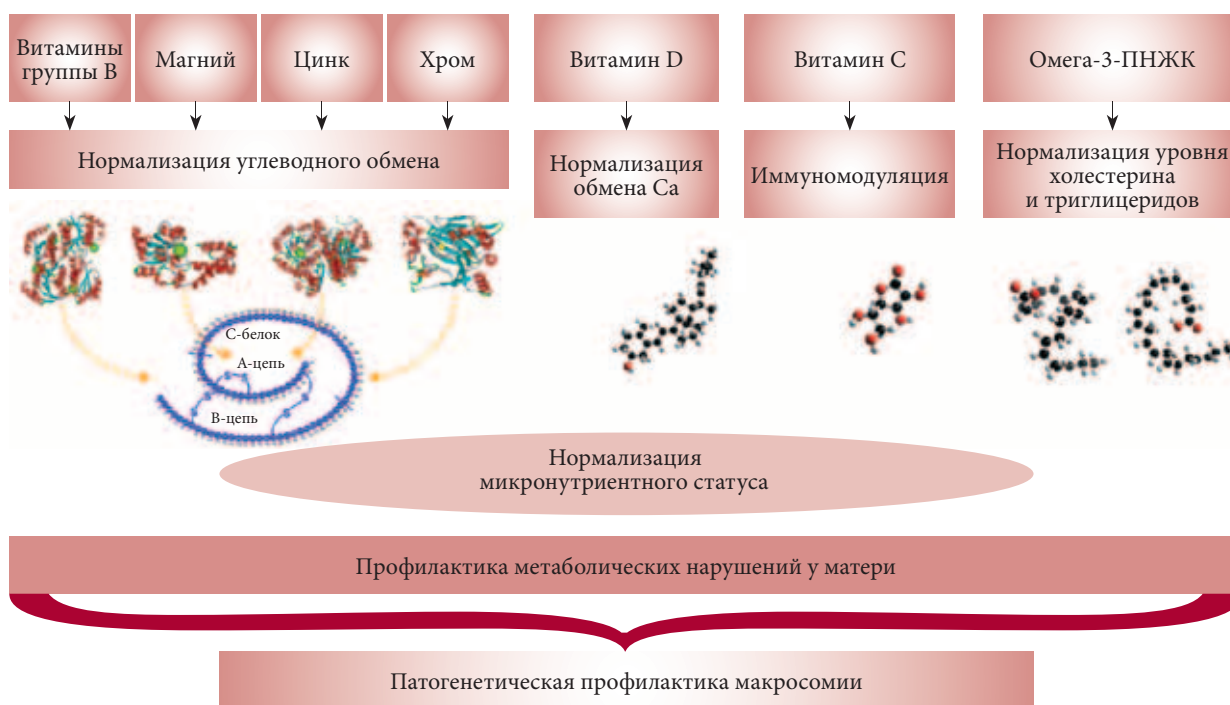 Витамины
группы В
Магний
Цинк
Хром
Витамин D
Витамин С
Омега-3-ПНЖК
Нормализация углеводного обмена
Нормализация
обмена Са
Иммуномодуляция
Нормализация уровня
холестерина
и триглицеридов
С-белок
А-цепь
В-цепь
Нормализация
микронутриентного статуса
Профилактика метаболических нарушений у матери
Патогенетическая профилактика макросомии